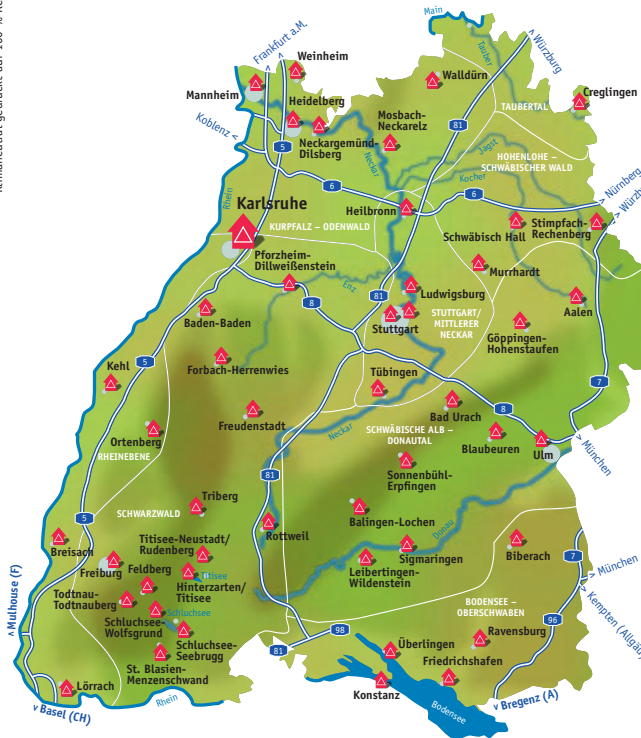 Main
Frankfurt a.M.
Weinheim
Würzburg
Tauber
Walldürn
Mannheim
Creglingen
Heidelberg
TAUBERTAL
Mosbach-
Neckarelz
Koblenz
81
Neckargemünd-
Dilsberg
5
Jagst
HOHENLOHE –
SCHWÄBISCHER WALD
Neckar
Kocher
6
6
Nürnberg
Rhein
Karlsruhe
Heilbronn
KURPFALZ – ODENWALD
Schwäbisch Hall
Stimpfach-
Rechenberg
Pforzheim-
Dillweißenstein
Murrhardt
Enz
81
Ludwigsburg
8
Baden-Baden
Stuttgart
STUTTGART/
MITTLERER
NECKAR
Aalen
Göppingen-
Hohenstaufen
5
Forbach-Herrenwies
Kehl
Tübingen
7
Freudenstadt
Bad Urach
8
Ortenberg
Neckar
SCHWÄBISCHE ALB –
DONAUTAL
Blaubeuren
Ulm
München
RHEINEBENE
Sonnenbühl-
Erpfingen
81
Triberg
SCHWARZWALD
5
Rottweil
Balingen-Lochen
Donau
Breisach
Titisee-Neustadt/
Rudenberg
Sigmaringen
Biberach
7
Freiburg
Feldberg
Titisee
Leibertingen-
Wildenstein
München
Hinterzarten/
Titisee
Todtnau-
Todtnauberg
Kempten (Allgäu)
Mulhouse (F)
Schluchsee
Schluchsee-
Wolfsgrund
BODENSEE –
OBERSCHWABEN
96
98
Ravensburg
Schluchsee-
Seebrugg
81
Überlingen
St. Blasien-
Menzenschwand
Friedrichshafen
Lörrach
Konstanz
Rhein
Bodensee
Bregenz (A)
Basel (CH)